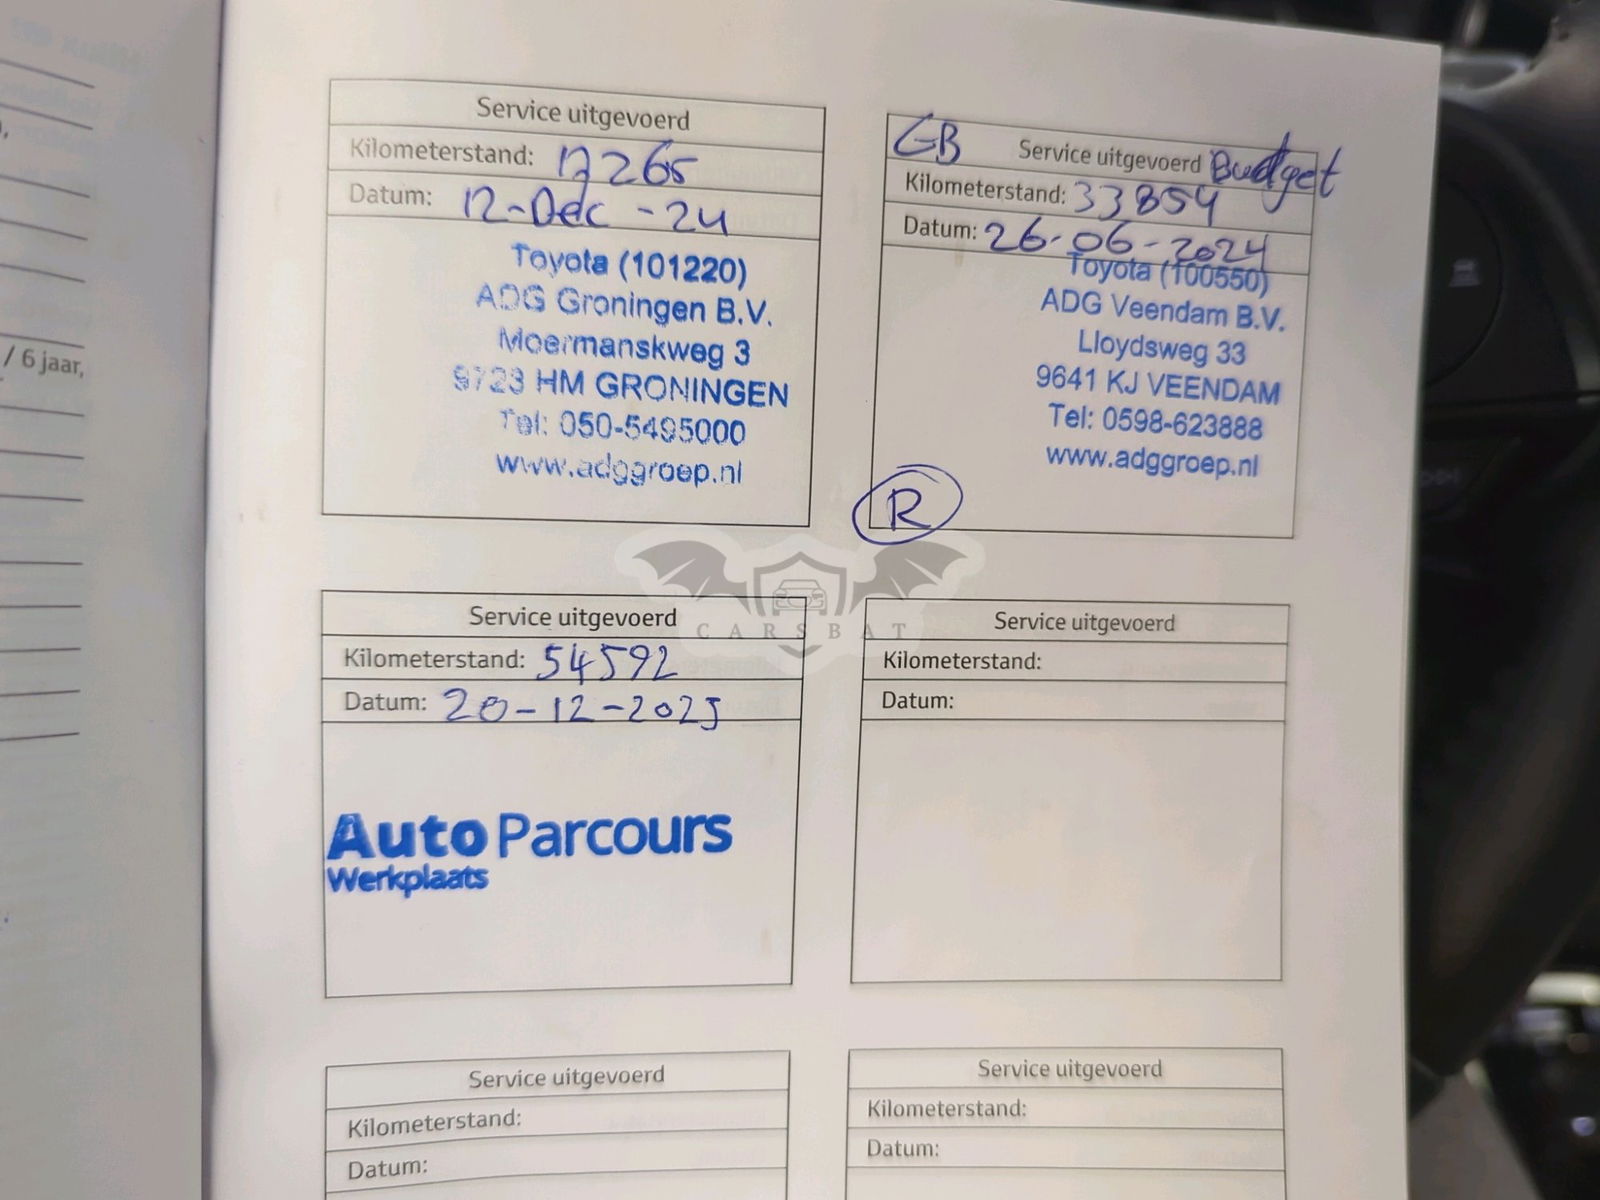 Service uitgevoerd
Kilometerstand: 17265
Datum: 12-Dec-24
Toyota (101220)
ADG Groningen B.V.
Moermanskweg 3
9723 HM GRONINGEN
Tel: 050-5495000
www.adggroep.nl
GB Service uitgevoerd Budget
Kilometerstand: 33854
Datum: 26-06-2024
Toyota (100550)
ADG Veendam B.V.
Lloydsweg 33
9641 KJ VEENDAM
Tel: 0598-623888
www.adggroep.nl
R
CARSBAT
Service uitgevoerd
Kilometerstand: 54592
Datum: 20-12-2025
Auto Parcours
Werkplaats
Service uitgevoerd
Kilometerstand:
Datum:
Service uitgevoerd
Kilometerstand:
Datum:
Service uitgevoerd
Kilometerstand:
Datum:
/ 6 jaar,